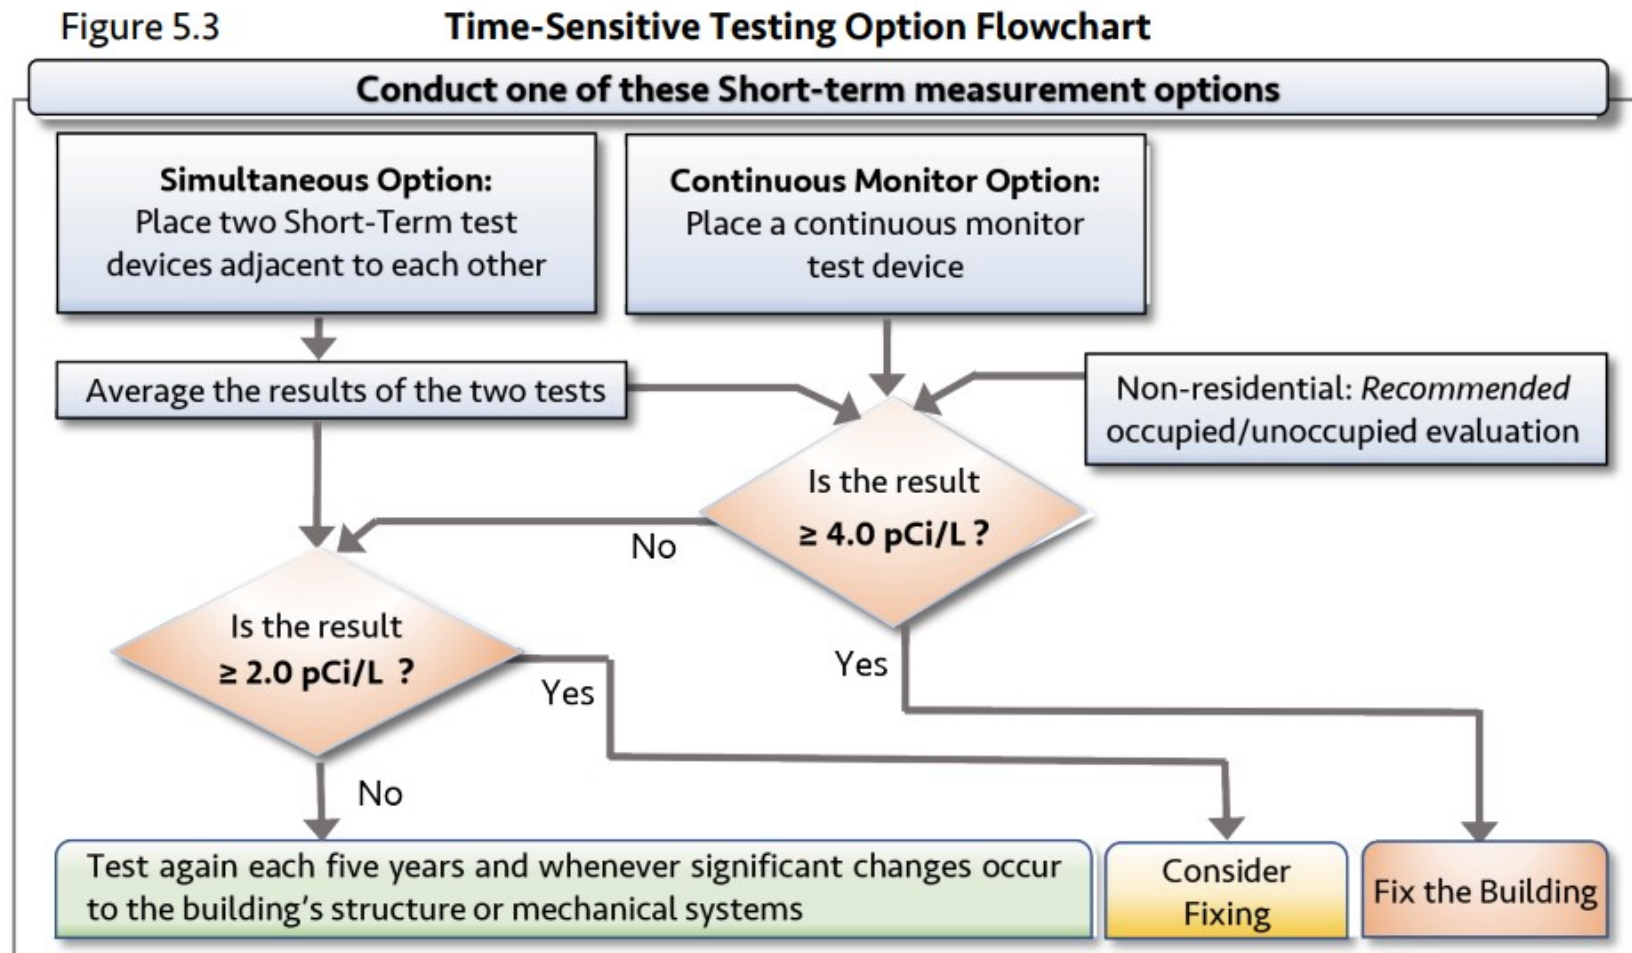 Figure 5.3
Time-Sensitive Testing Option Flowchart
Conduct one of these Short-term measurement options
Simultaneous Option:
Place two Short-Term test
devices adjacent to each other
Continuous Monitor Option:
Place a continuous monitor
test device
Average the results of the two tests
Non-residential: Recommended
occupied/unoccupied evaluation
Is the result
≥ 4.0 pCi/L ?
No
Yes
Is the result
≥ 2.0 pCi/L ?
Yes
No
Test again each five years and whenever significant changes occur
to the building’s structure or mechanical systems
Consider
Fixing
Fix the Building